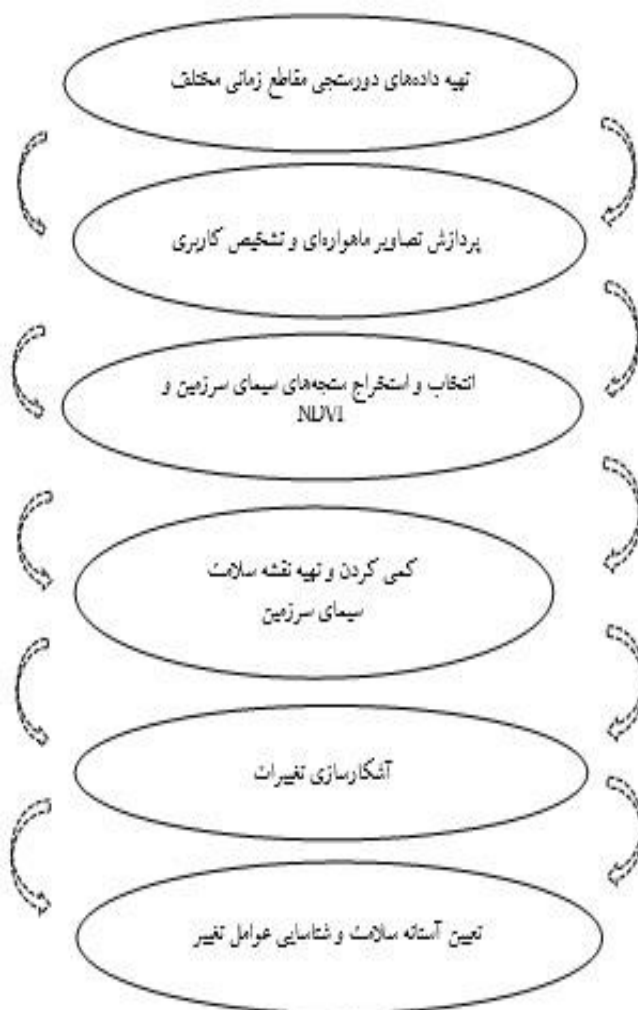 تهیه داده‌های دورسنجی مقاطع زمانی مختلف
پردازش تصاویر ماهواره‌ای و تشخیص کاربری
انتخاب و استخراج سنجه‌های سیمای سرزمین و
NDVI
کمی کردن و تهیه نقشه سلامت
سیمای سرزمین
آشکارسازی تغییرات
تعیین آستانه سلامت و شناسایی عوامل تغییر